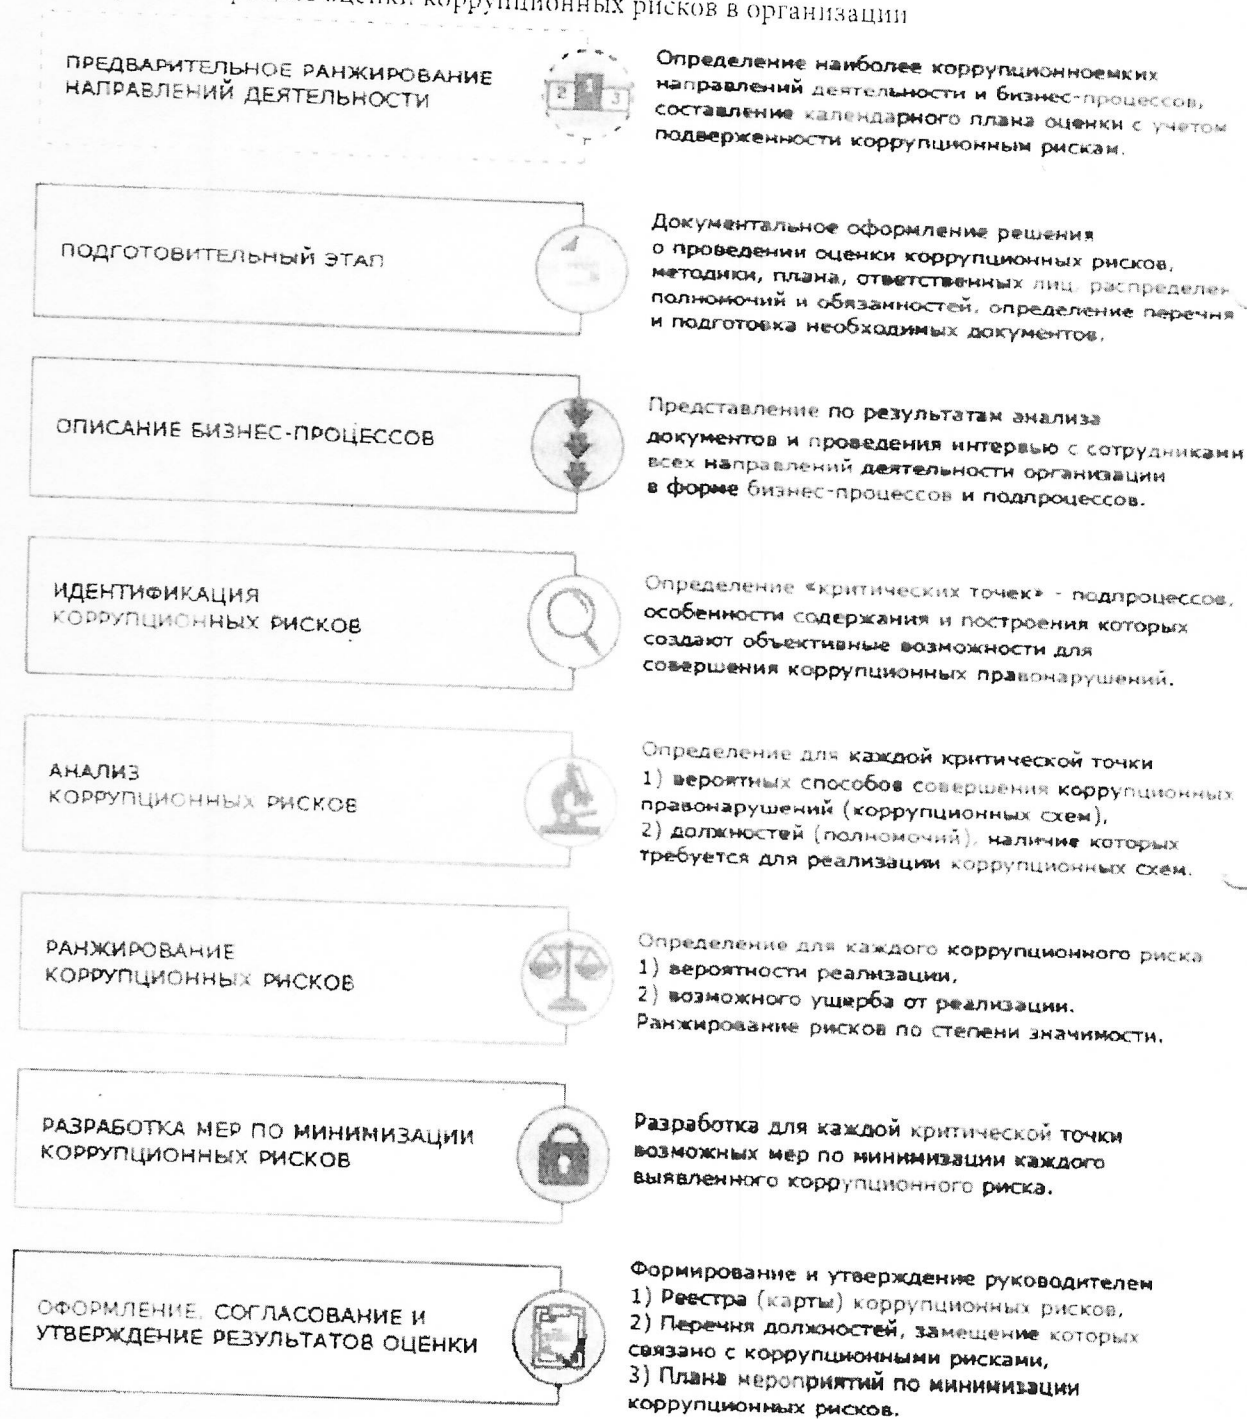 коррупционных рисков в организации
ПРЕДВАРИТЕЛЬНОЕ РАНЖИРОВАНИЕ
НАПРАВЛЕНИЙ ДЕЯТЕЛЬНОСТИ
2 1 3
Определение наиболее коррупционноемких
направлений деятельности и бизнес-процессов,
составление календарного плана оценки с учетом
подверженности коррупционным рискам.
ПОДГОТОВИТЕЛЬНЫЙ ЭТАП
Документальное оформление решения
о проведении оценки коррупционных рисков,
методики, плана, ответственных лиц, распределен
полномочий и обязанностей, определение перечня
и подготовка необходимых документов.
ОПИСАНИЕ БИЗНЕС-ПРОЦЕССОВ
Представление по результатам анализа
документов и проведения интервью с сотрудниками
всех направлений деятельности организации
в форме бизнес-процессов и подпроцессов.
ИДЕНТИФИКАЦИЯ
КОРРУПЦИОННЫХ РИСКОВ
Определение «критических точек» - подпроцессов,
особенности содержания и построения которых
создают объективные возможности для
совершения коррупционных правонарушений.
АНАЛИЗ
КОРРУПЦИОННЫХ РИСКОВ
Определение для каждой критической точки
1) вероятных способов совершения коррупционных
правонарушений (коррупционных схем),
2) должностей (полномочий), наличие которых
требуется для реализации коррупционных схем.
РАНЖИРОВАНИЕ
КОРРУПЦИОННЫХ РИСКОВ
Определение для каждого коррупционного риска
1) вероятности реализации,
2) возможного ущерба от реализации.
Ранжирование рисков по степени значимости.
РАЗРАБОТКА МЕР ПО МИНИМИЗАЦИИ
КОРРУПЦИОННЫХ РИСКОВ
Разработка для каждой критической точки
возможных мер по минимизации каждого
выявленного коррупционного риска.
ОФОРМЛЕНИЕ, СОГЛАСОВАНИЕ И
УТВЕРЖДЕНИЕ РЕЗУЛЬТАТОВ ОЦЕНКИ
Формирование и утверждение руководителем
1) Реестра (карты) коррупционных рисков,
2) Перечня должностей, замещение которых
связано с коррупционными рисками,
3) Плана мероприятий по минимизации
коррупционных рисков.